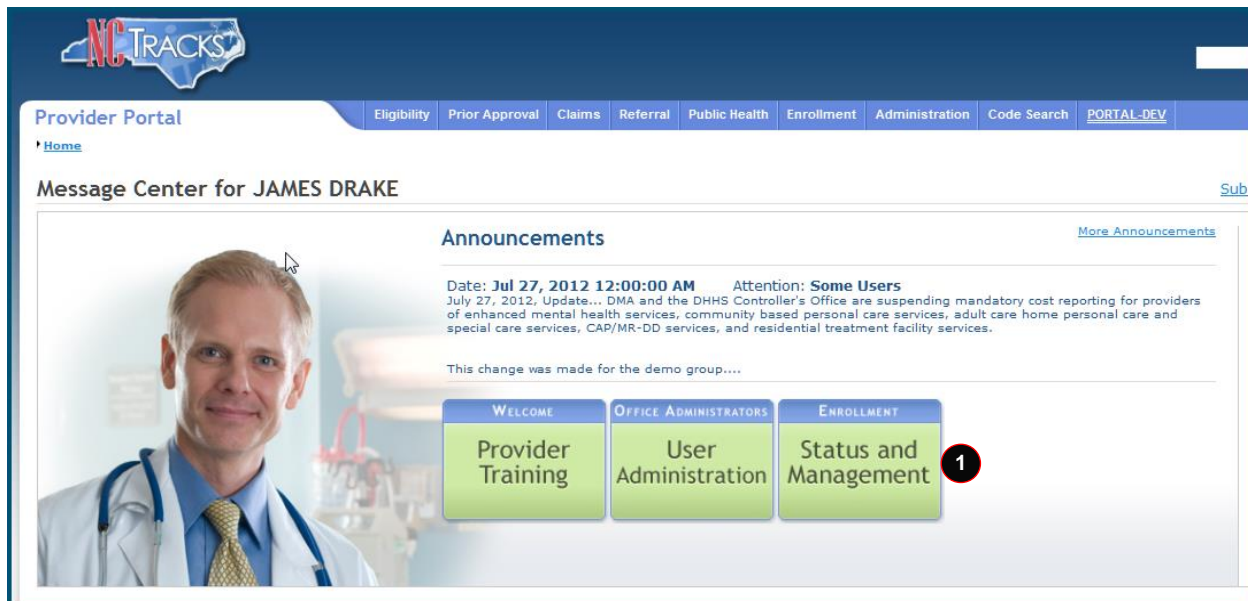 NCTRACKS
Provider Portal
Eligibility Prior Approval Claims Referral Public Health Enrollment Administration Code Search PORTAL-DEV
Home
Message Center for JAMES DRAKE
Sub
Announcements
More Announcements
Date: Jul 27, 2012 12:00:00 AM Attention: Some Users
July 27, 2012, Update... DMA and the DHHS Controller's Office are suspending mandatory cost reporting for providers
of enhanced mental health services, community based personal care services, adult care home personal care and
special care services, CAP/MR-DD services, and residential treatment facility services.
This change was made for the demo group....
WELCOME
Provider
Training
OFFICE ADMINISTRATORS
User
Administration
ENROLLMENT
Status and
Management
1